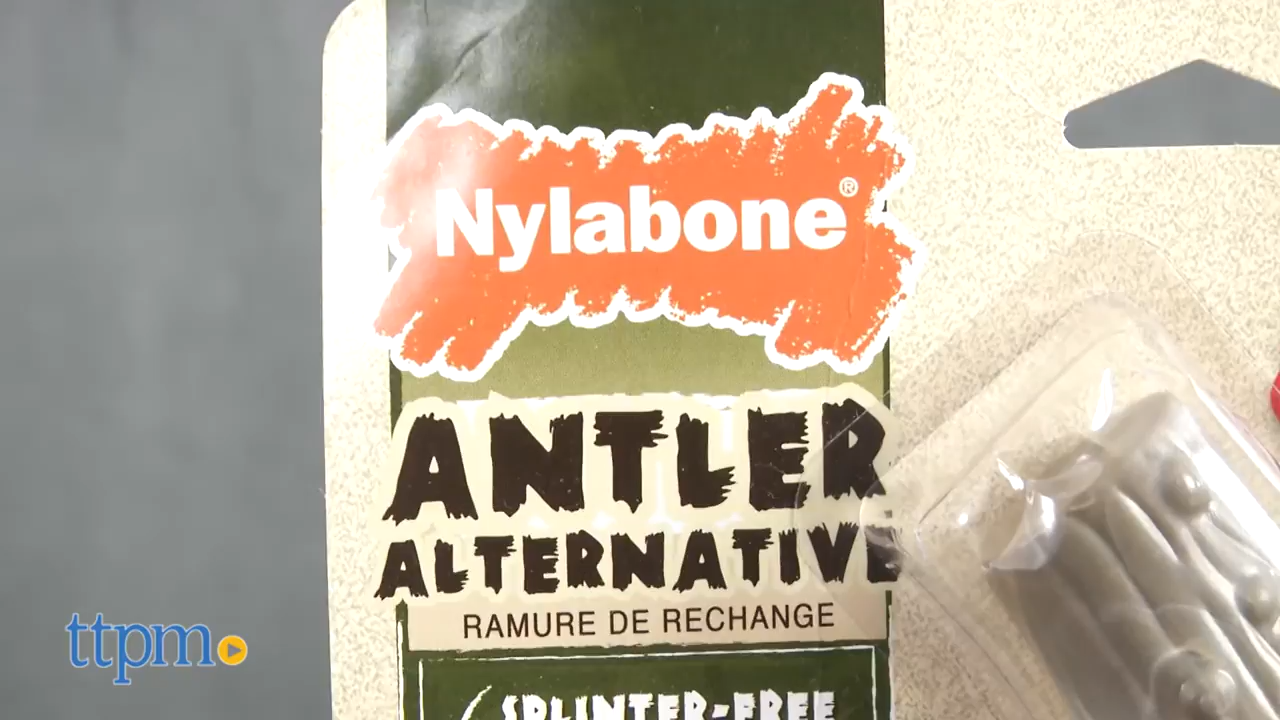 Nylabone®
ANTLER
ALTERNATIVE
RAMURE DE RECHANGE
SPLINTER-FREE
ttpm